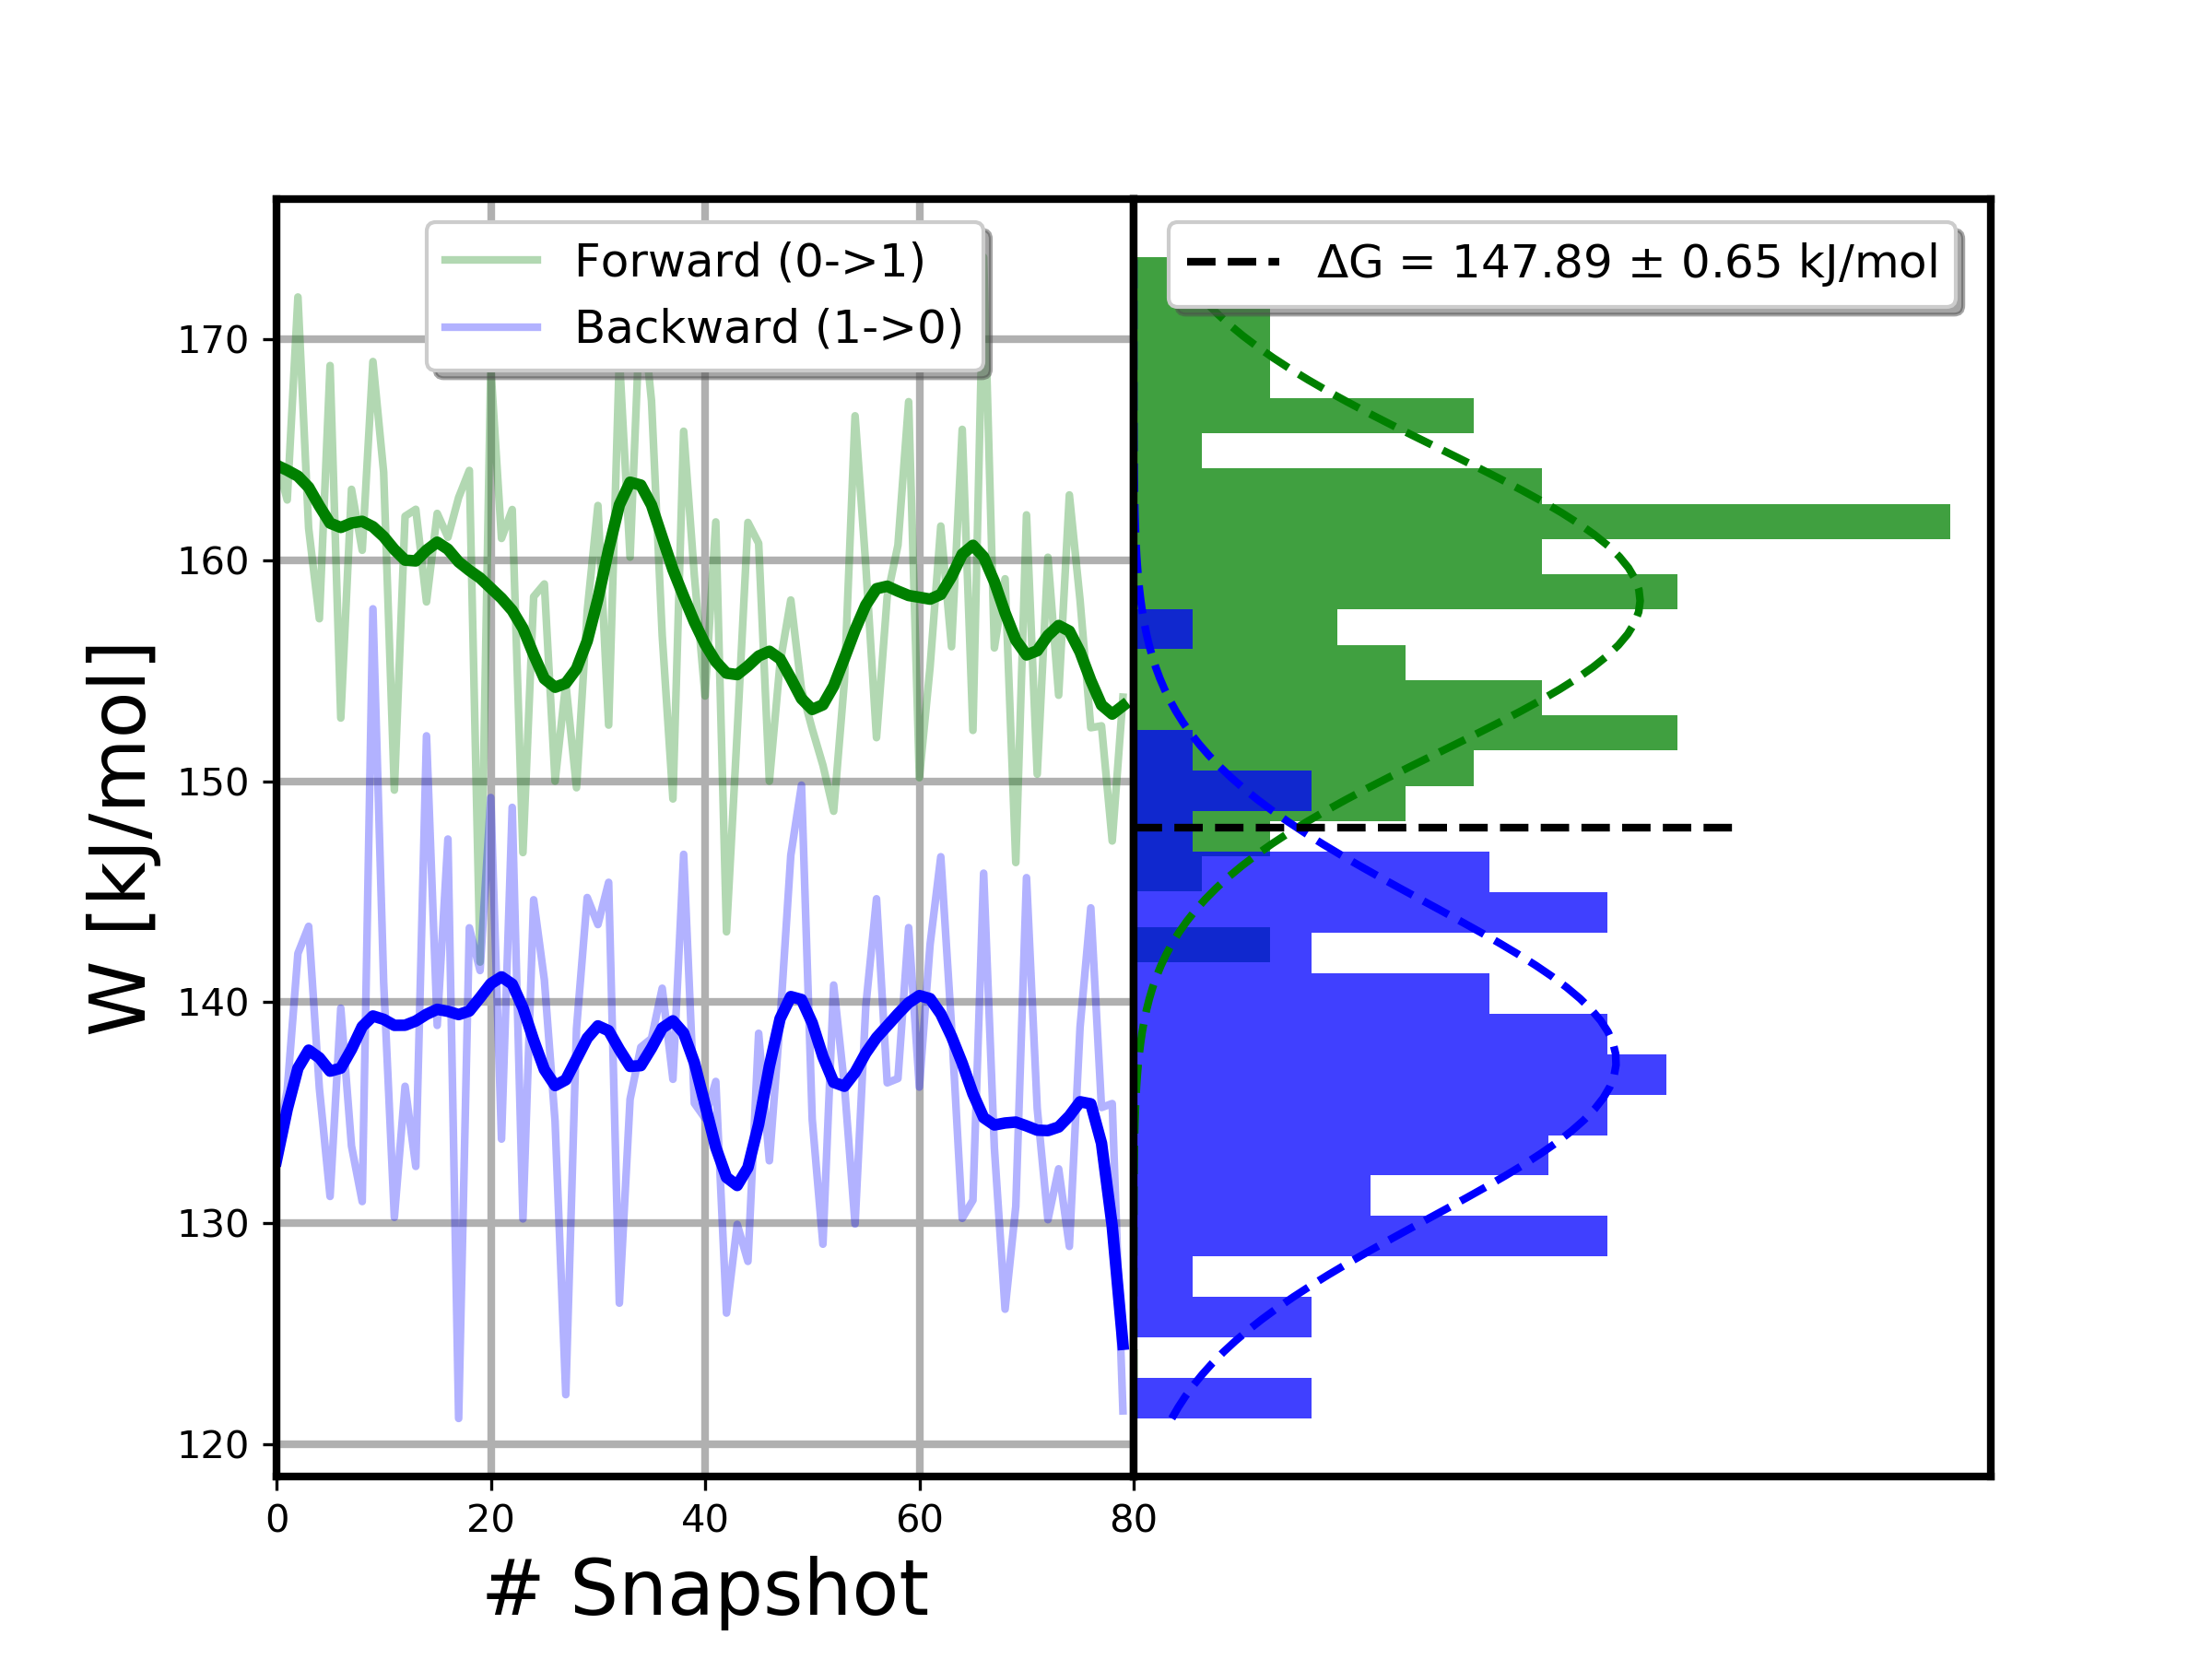 Forward (0->1)
Backward (1->0)
ΔG = 147.89 ± 0.65 kJ/mol
170
160
150
140
130
120
W [kJ/mol]
0 20 40 60 80
# Snapshot